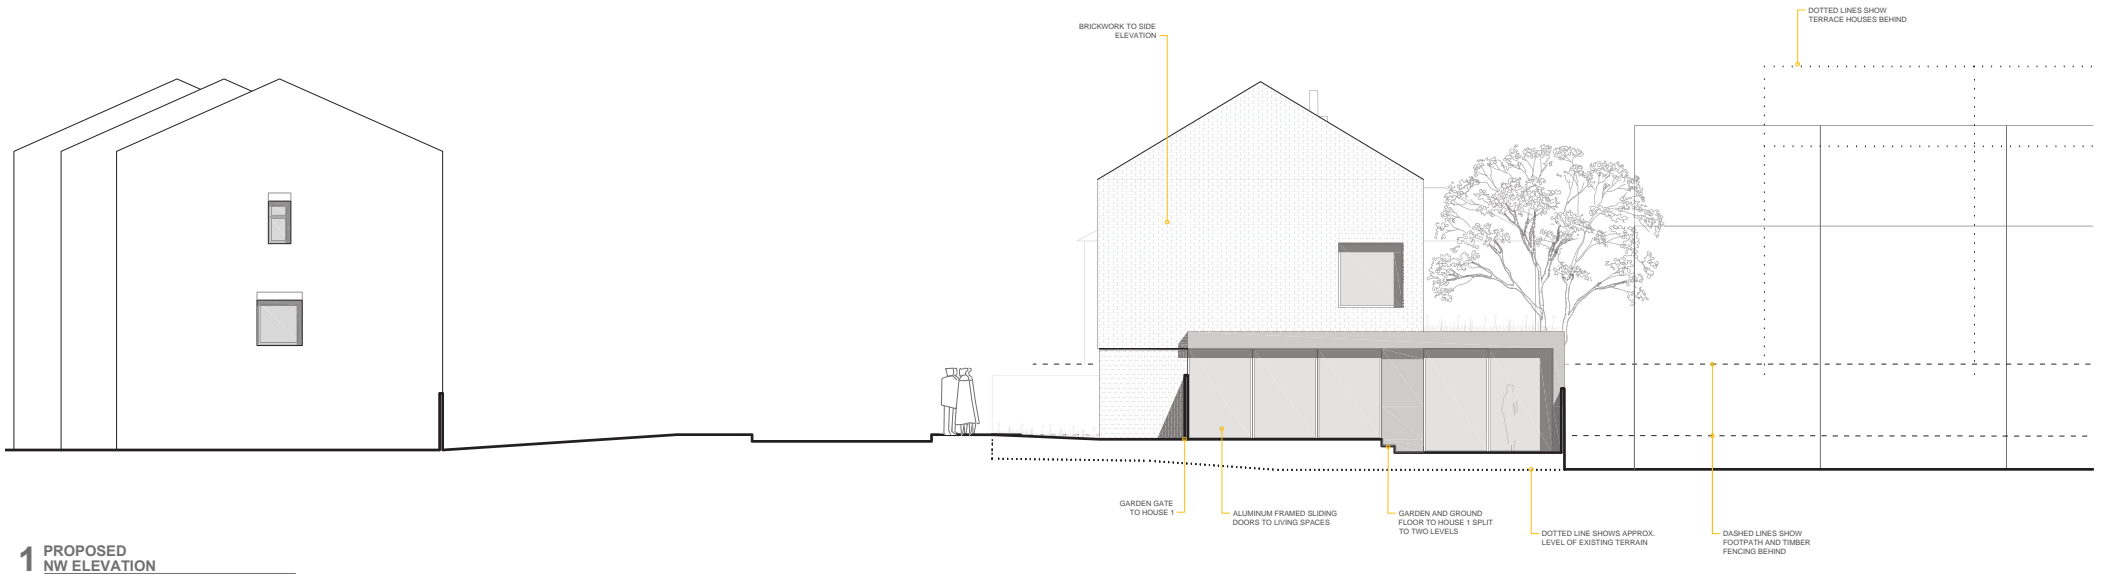 DOTTED LINES SHOW
TERRACE HOUSES BEHIND
BRICKWORK TO SIDE
ELEVATION
GARDEN GATE
TO HOUSE 1
ALUMINUM FRAMED SLIDING
DOORS TO LIVING SPACES
GARDEN AND GROUND
FLOOR TO HOUSE 1 SPLIT
TO TWO LEVELS
DOTTED LINE SHOWS APPROX.
LEVEL OF EXISTING TERRAIN
DASHED LINES SHOW
FOOTPATH AND TIMBER
FENCING BEHIND
1 PROPOSED
NW ELEVATION